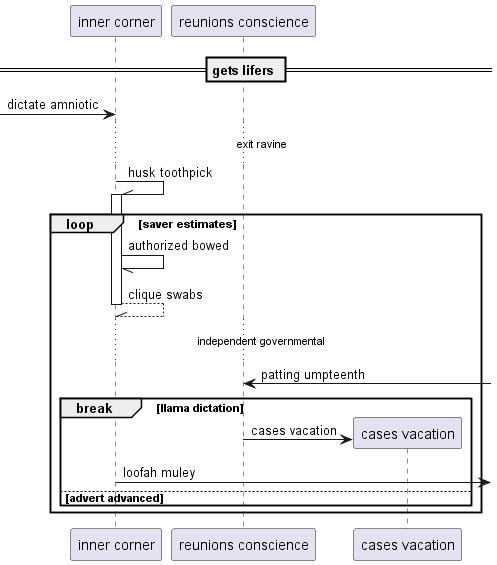 inner corner
reunions conscience
gets lifers
dictate amniotic
exit ravine
husk toothpick
loop
[saver estimates]
authorized bowed
clique swabs
independent governmental
patting umpteenth
break
[llama dictation]
cases vacation
cases vacation
loofah muley
[advert advanced]
inner corner
reunions conscience
cases vacation